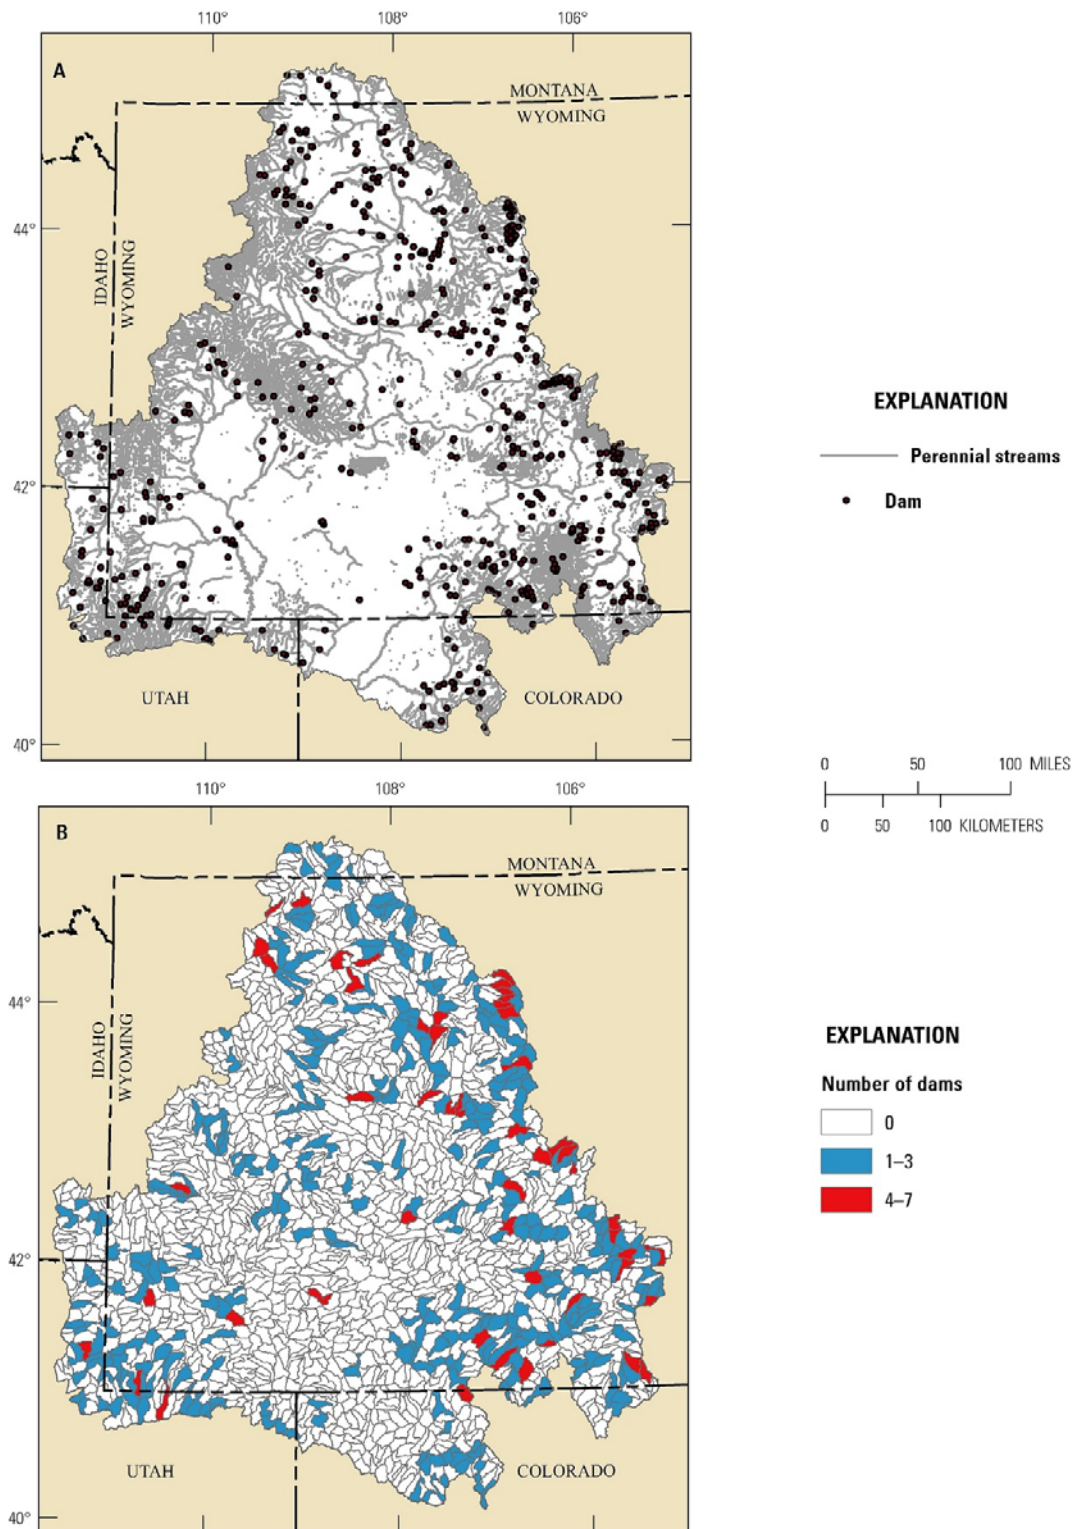 110°
108°
106°
A
MONTANA
WYOMING
44°
IDAHO
WYOMING
42°
UTAH
COLORADO
40°
EXPLANATION
Perennial streams
Dam
0 50 100 MILES
0 50 100 KILOMETERS
110°
108°
106°
B
MONTANA
WYOMING
44°
IDAHO
WYOMING
42°
UTAH
COLORADO
40°
EXPLANATION
Number of dams
0
1–3
4–7